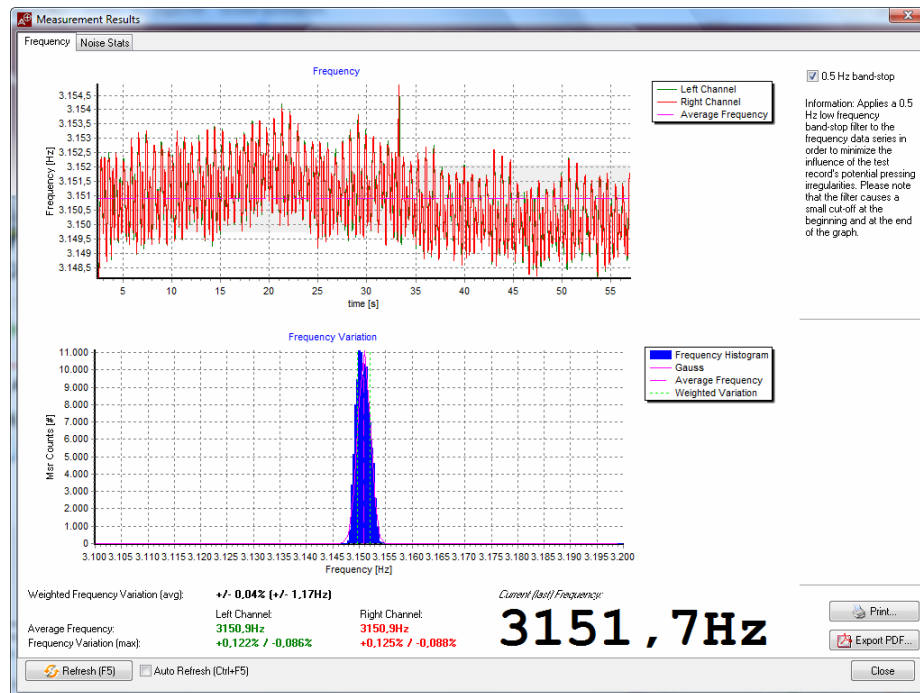 Measurement Results
Frequency
Noise Stats
Frequency
3.154,5
3.154
3.153,5
3.153
3.152,5
3.152
3.151,5
3.151
3.150,5
3.150
3.149,5
3.149
3.148,5
Frequency [Hz]
5 10 15 20 25 30 35 40 45 50 55
time [s]
Left Channel
Right Channel
Average Frequency
0.5 Hz band-stop
Information: Applies a 0.5
Hz low frequency
band-stop filter to the
frequency data series in
order to minimize the
influence of the test
record's potential pressing
irregularities. Please note
that the filter causes a
small cut-off at the
beginning and at the end
of the graph.
Frequency Variation
11.000
10.000
9.000
8.000
7.000
6.000
5.000
4.000
3.000
2.000
1.000
0
Msr Counts [#]
3.100 3.105 3.110 3.115 3.120 3.125 3.130 3.135 3.140 3.145 3.150 3.155 3.160 3.165 3.170 3.175 3.180 3.185 3.190 3.195 3.200
Frequency [Hz]
Frequency Histogram
Gauss
Average Frequency
Weighted Variation
Weighted Frequency Variation (avg): +/- 0,04% (+/- 1,17Hz)
Left Channel: Right Channel:
Average Frequency: 3150,9Hz 3150,9Hz
Frequency Variation (max): +0,122% / -0,086% +0,125% / -0,088%
Current (last) Frequency:
3151,7Hz
Print...
Export PDF...
Refresh (F5)
Auto Refresh (Ctrl+F5)
Close